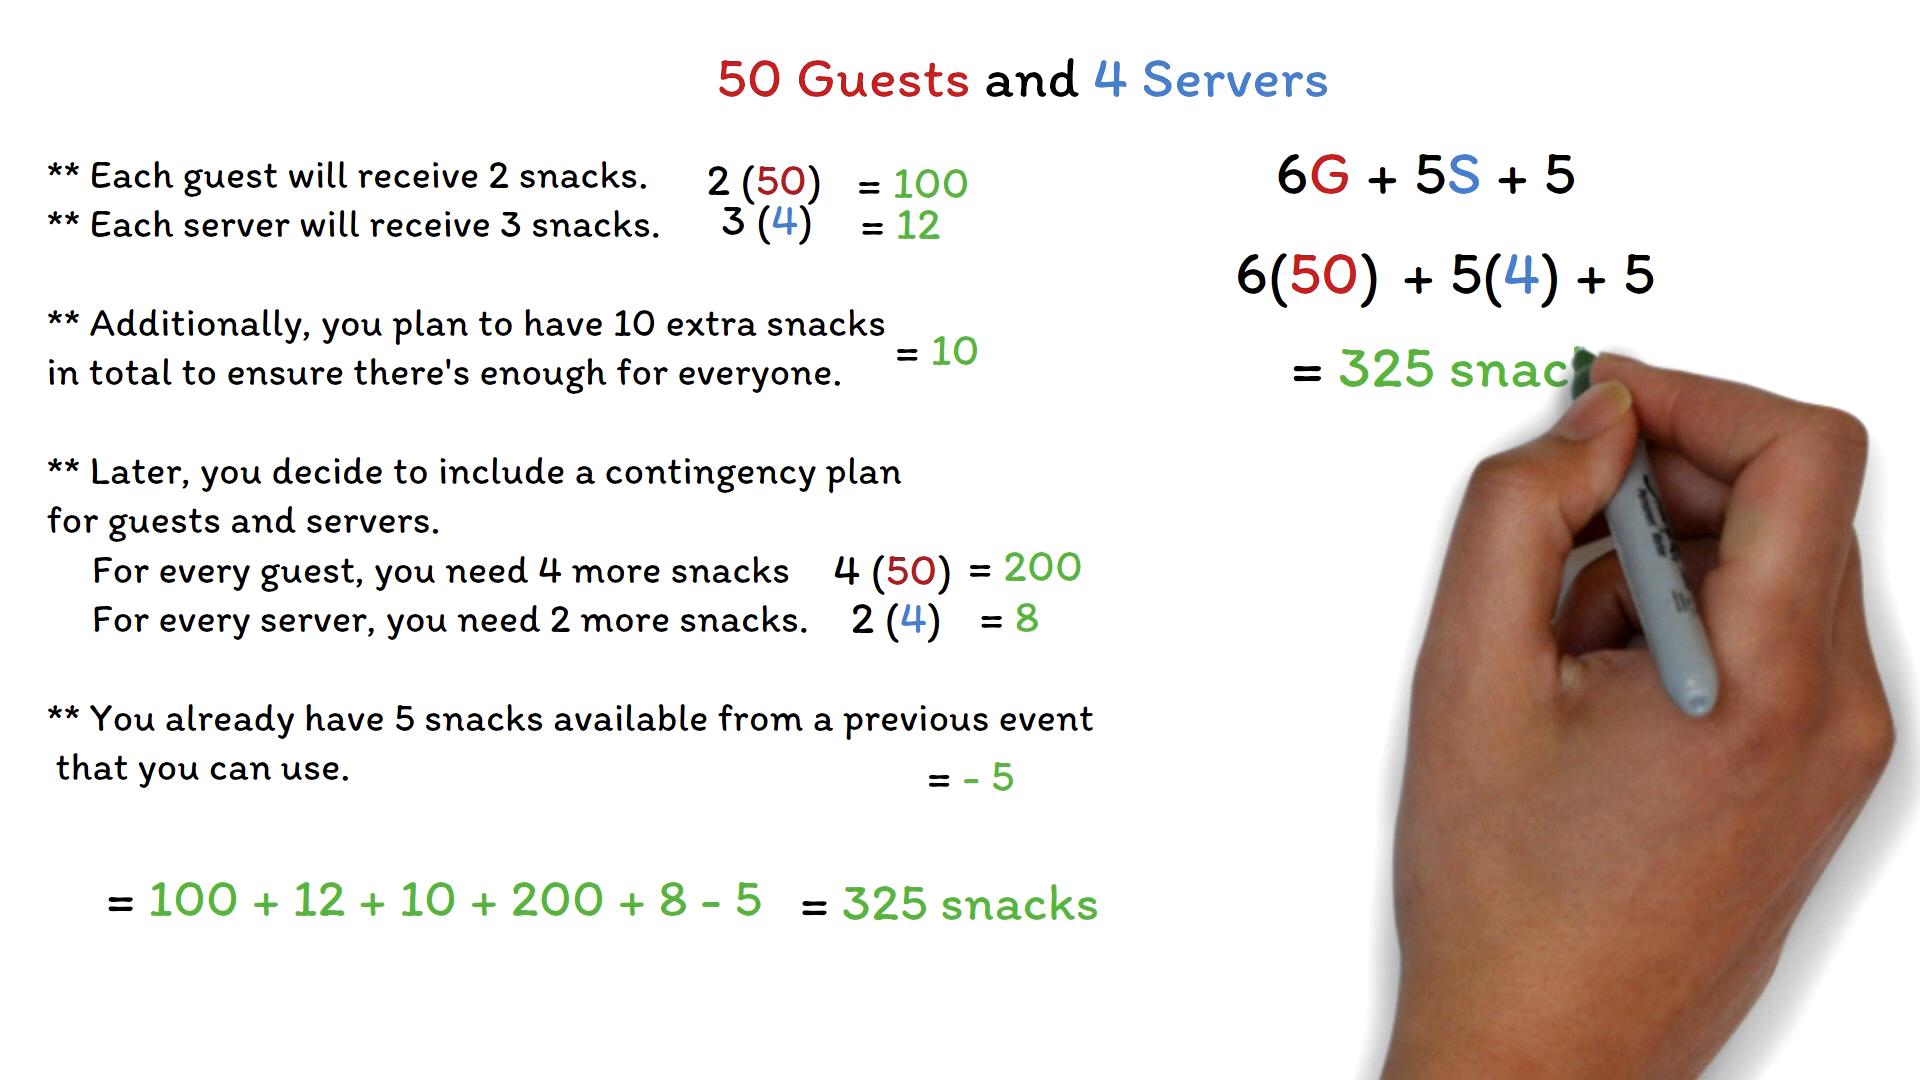 50 Guests and 4 Servers
** Each guest will receive 2 snacks. 2 (50) = 100
** Each server will receive 3 snacks. 3 (4) = 12
** Additionally, you plan to have 10 extra snacks
in total to ensure there's enough for everyone. = 10
** Later, you decide to include a contingency plan
for guests and servers.
For every guest, you need 4 more snacks 4 (50) = 200
For every server, you need 2 more snacks. 2 (4) = 8
** You already have 5 snacks available from a previous event
that you can use. = - 5
= 100 + 12 + 10 + 200 + 8 - 5 = 325 snacks
6G + 5S + 5
6(50) + 5(4) + 5
= 325 snac